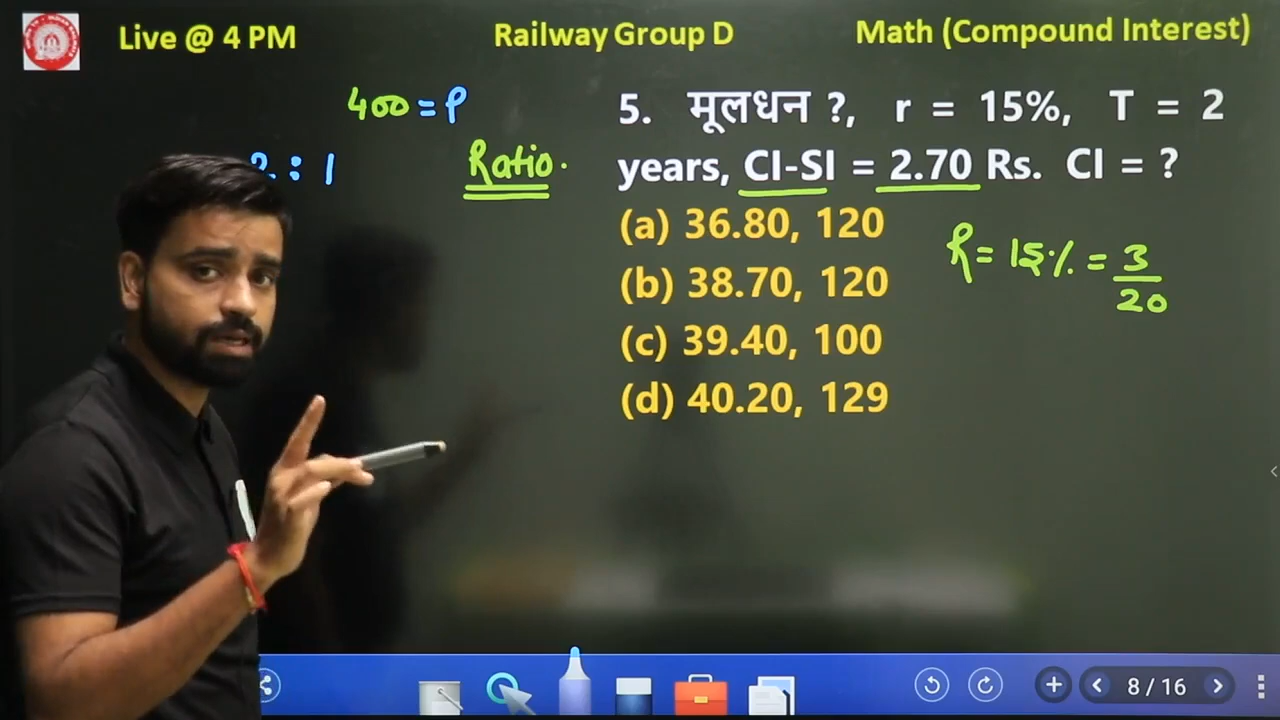 Live @ 4 PM
Railway Group D
Math (Compound Interest)
400 = P
2 : 1
Ratio.
5. मूलधन ?, r = 15%, T = 2
years, CI-SI = 2.70 Rs. CI = ?
(a) 36.80, 120
(b) 38.70, 120
(c) 39.40, 100
(d) 40.20, 129
R = 15% = 3
20
8 / 16